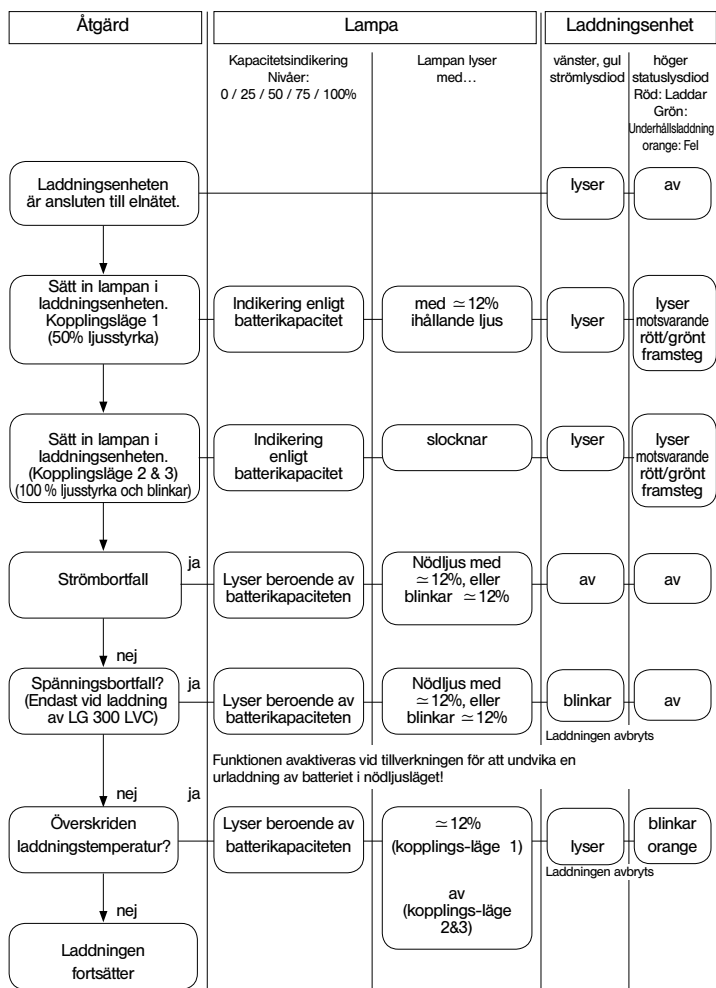 Åtgärd
Lampa
Laddningsenhet
Kapacitetsindikering
Nivåer:
0 / 25 / 50 / 75 / 100%
Lampan lyser
med…
vänster, gul
strömlysdiod
höger
statuslysdiod
Röd: Laddar
Grön:
Underhållsladdning
orange: Fel
Laddningsenheten
är ansluten till elnätet.
lyser
av
Sätt in lampan i
laddningsenheten.
Kopplingsläge 1
(50% ljusstyrka)
Indikering enligt
batterikapacitet
med ≃12%
ihållande ljus
lyser
lyser
motsvarande
rött/grönt
framsteg
Sätt in lampan i
laddningsenheten.
(Kopplingsläge 2 & 3)
(100 % ljusstyrka och blinkar)
Indikering
enligt
batterikapacitet
slocknar
lyser
lyser
motsvarande
rött/grönt
framsteg
Strömbortfall
ja
Lyser beroende av
batterikapaciteten
Nödljus med
≃12%, eller
blinkar ≃12%
av
av
nej
Spänningsbortfall?
(Endast vid laddning
av LG 300 LVC)
ja
Lyser beroende av
batterikapaciteten
Nödljus med
≃12%, eller
blinkar ≃12%
blinkar
av
Laddningen avbryts
Funktionen avaktiveras vid tillverkningen för att undvika en
urladdning av batteriet i nödljusläget!
nej
ja
Överskriden
laddningstemperatur?
Lyser beroende av
batterikapaciteten
≃12%
(kopplings-läge 1)
av
(kopplings-läge
2&3)
lyser
blinkar
orange
Laddningen avbryts
nej
Laddningen
fortsätter